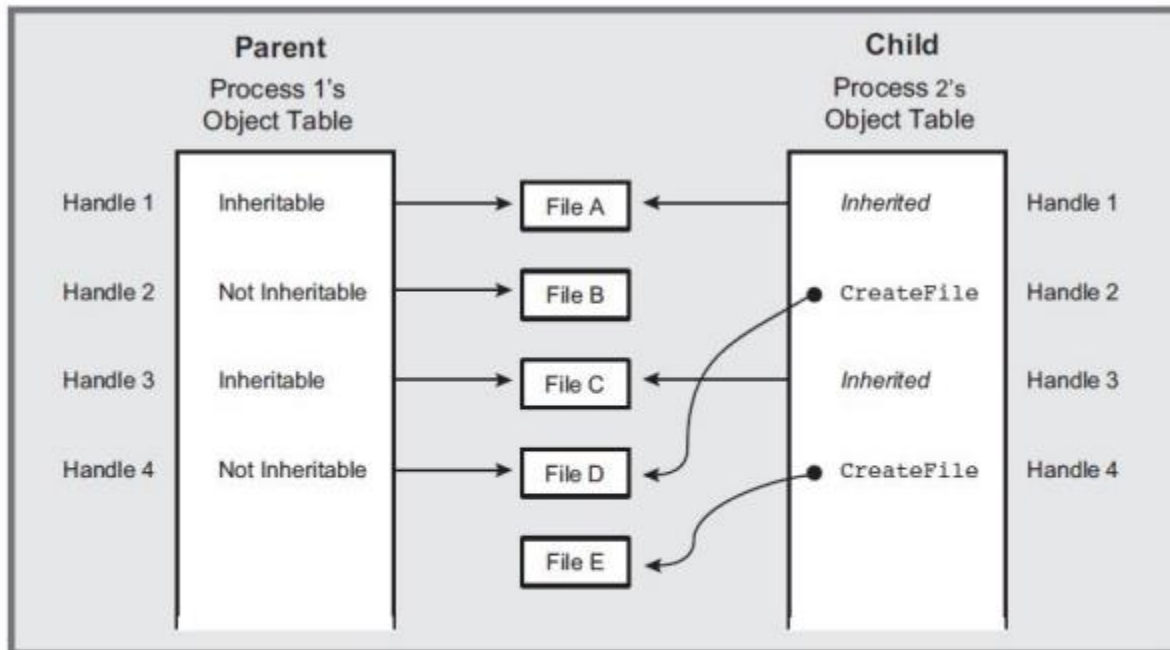 Parent
Process 1's
Object Table
Child
Process 2's
Object Table
Handle 1 Inheritable File A Inherited Handle 1
Handle 2 Not Inheritable File B CreateFile Handle 2
Handle 3 Inheritable File C Inherited Handle 3
Handle 4 Not Inheritable File D CreateFile Handle 4
File E